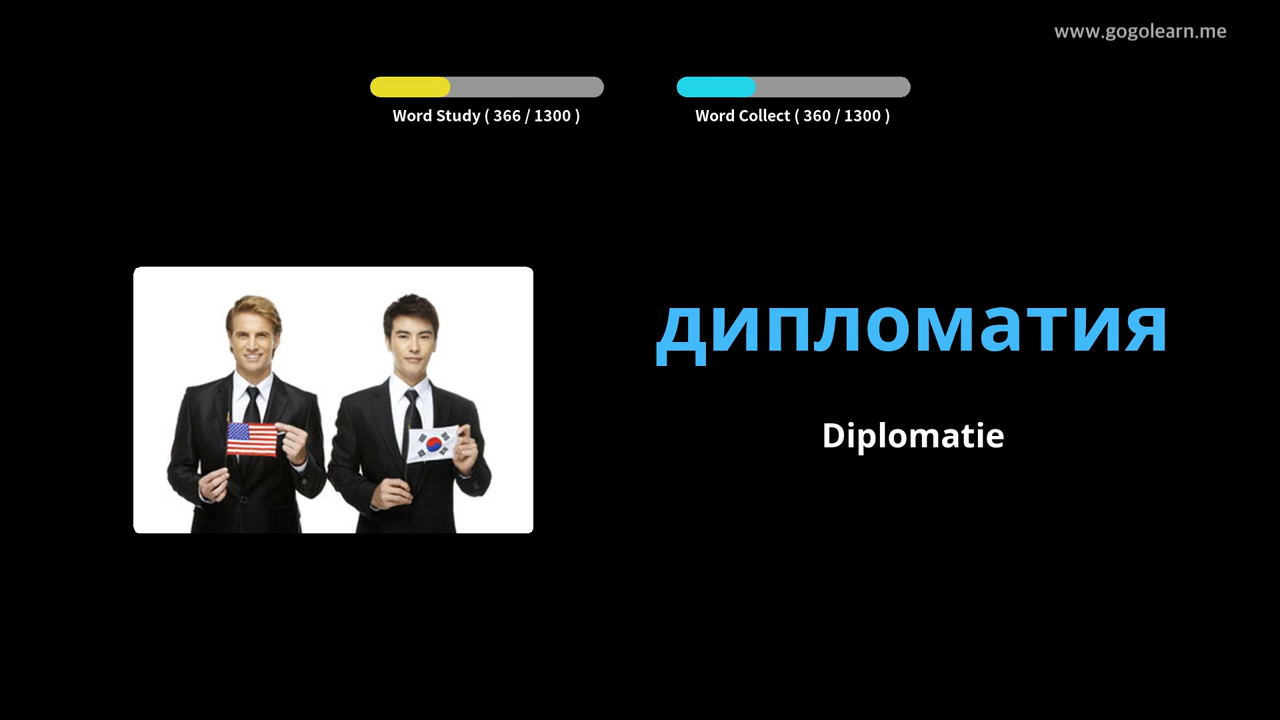 www.gogolearn.me
Word Study ( 366 / 1300 )
Word Collect ( 360 / 1300 )
дипломатия
Diplomatie